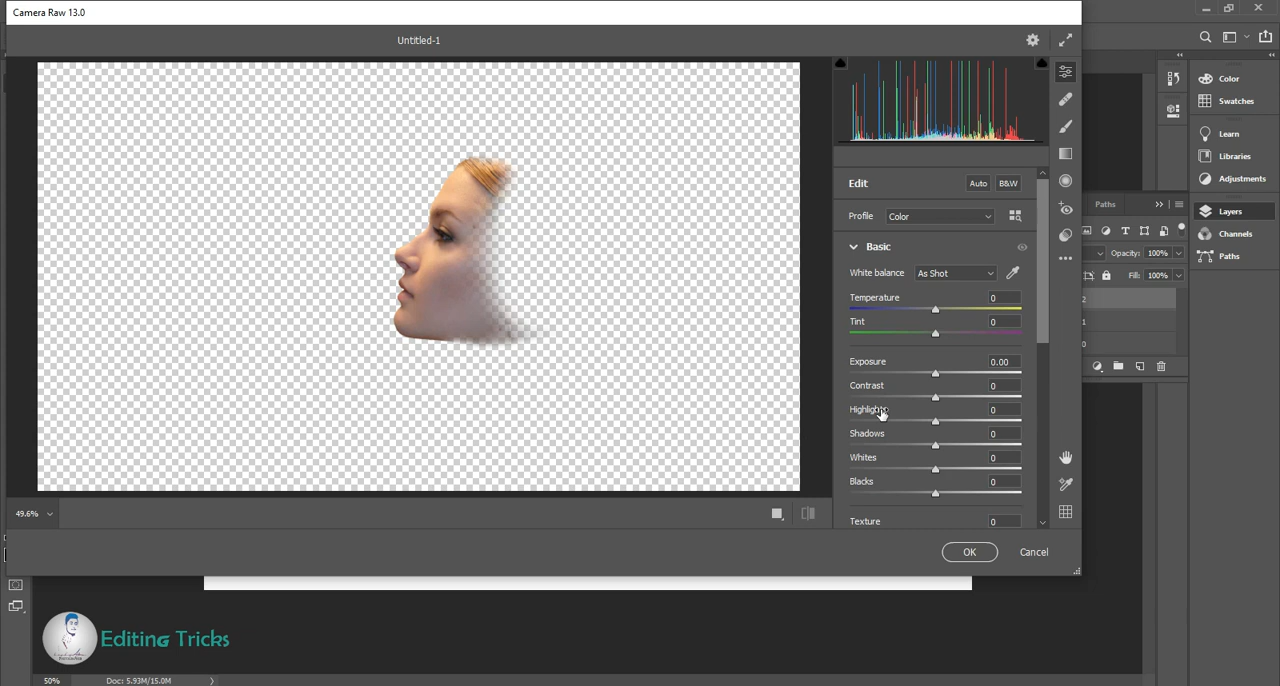 Camera Raw 13.0
Untitled-1
Color
Swatches
Learn
Libraries
Adjustments
Edit
Auto
B&W
Paths
Layers
Profile
Color
Channels
Basic
Opacity: 100%
Paths
White balance
As Shot
Fill: 100%
Temperature
0
2
Tint
0
1
0
Exposure
0.00
Contrast
0
Highlights
0
Shadows
0
Whites
0
Blacks
0
49.6%
Texture
0
OK
Cancel
Editing Tricks
50%
Doc: 5.93M/15.0M